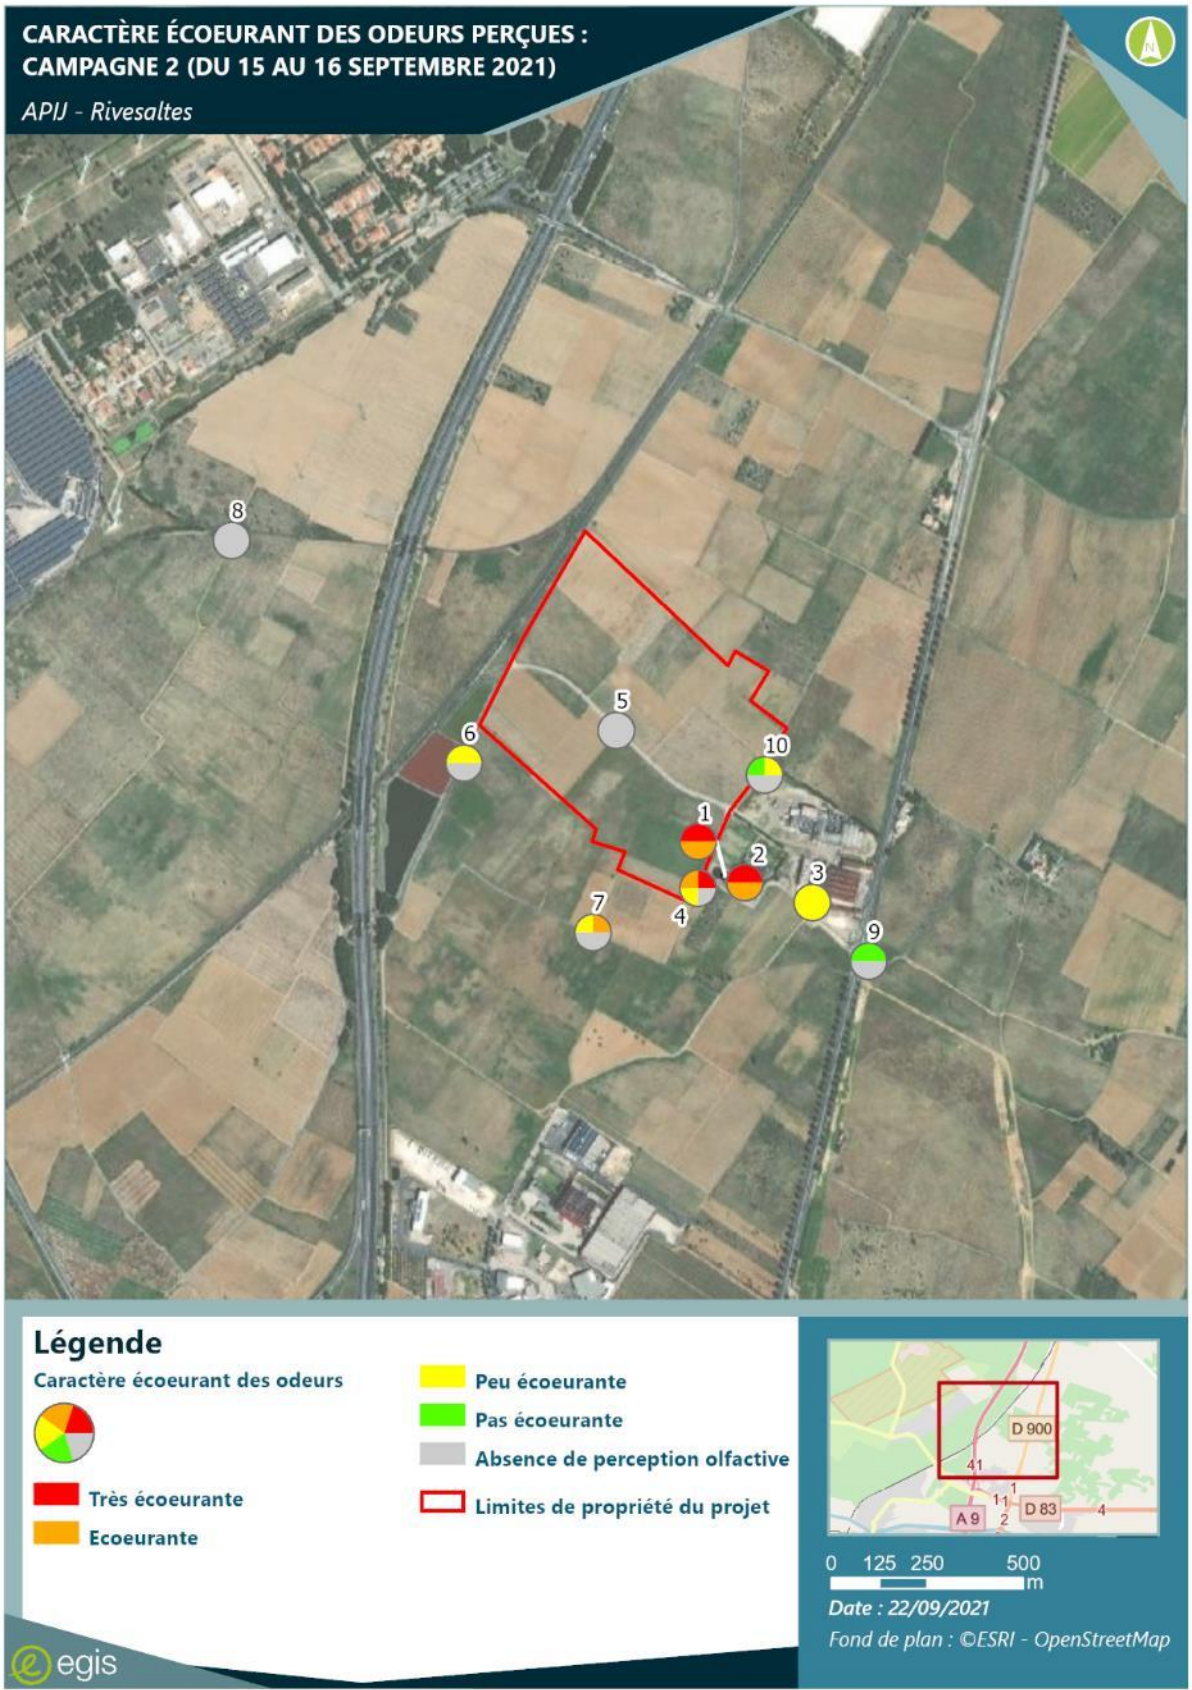 CARACTÈRE ÉCOEURANT DES ODEURS PERÇUES :
CAMPAGNE 2 (DU 15 AU 16 SEPTEMBRE 2021)
APIJ - Rivesaltes
N
8
5
6
10
1
2
3
7
4
9
Légende
Caractère écoeurant des odeurs
Très écoeurante
Ecoeurante
Peu écoeurante
Pas écoeurante
Absence de perception olfactive
Limites de propriété du projet
D 900
41
1
11
2
A 9
D 83
4
0 125 250 500
m
Date : 22/09/2021
Fond de plan : ©ESRI - OpenStreetMap
egis